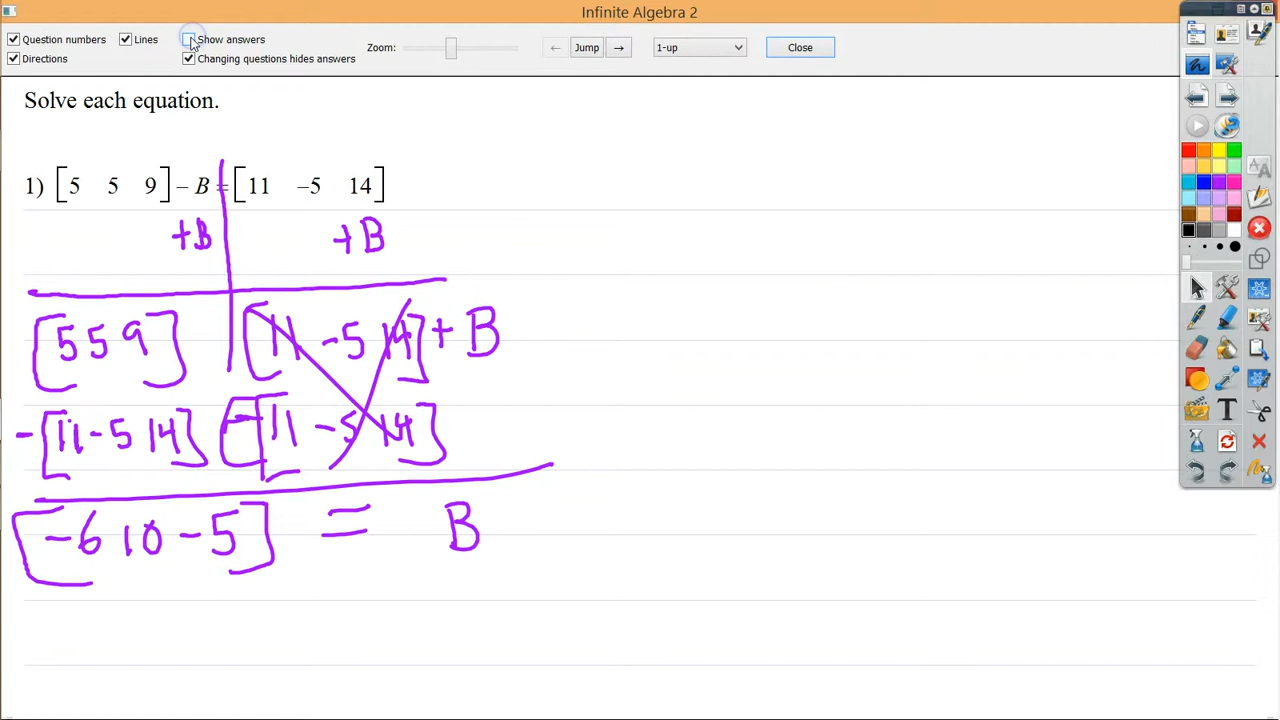 Infinite Algebra 2
Question numbers Lines Show answers
Directions Changing questions hides answers
Zoom: ← Jump → 1-up Close
Solve each equation.
1) [5 5 9] – B = [11 –5 14]
+B +B
[5 5 9] [11 -5 14] + B
-[11 -5 14] -[11 -5 14]
[-6 10 -5] = B